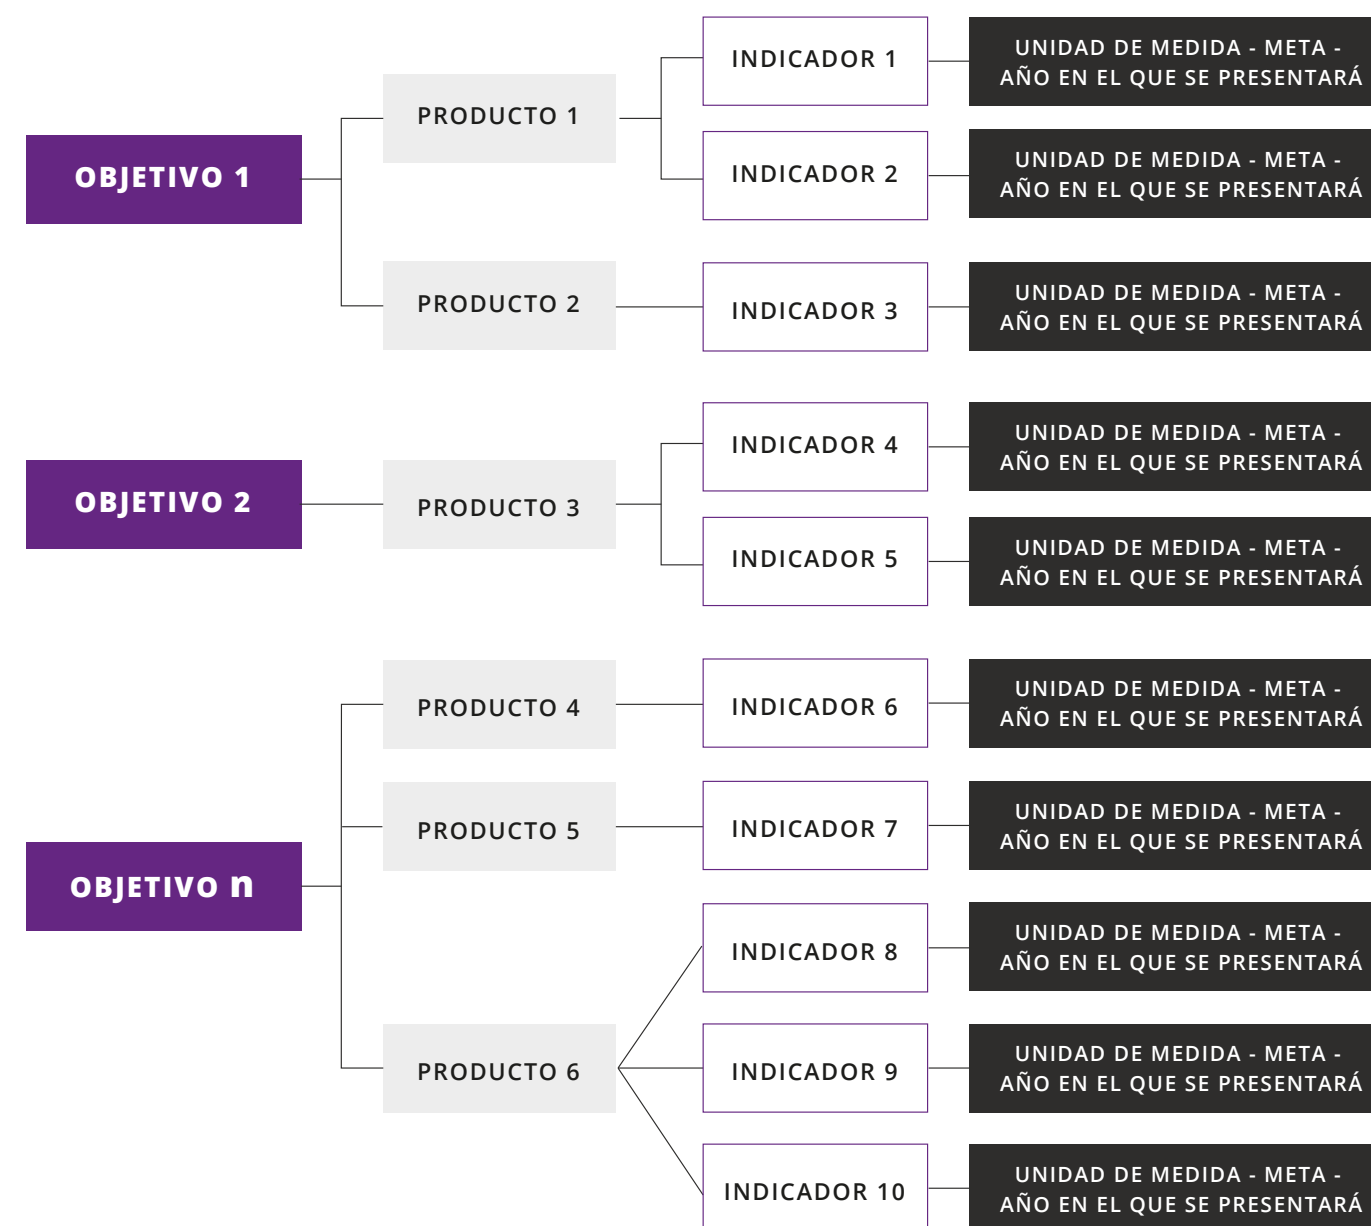 OBJETIVO 1
PRODUCTO 1
INDICADOR 1
UNIDAD DE MEDIDA - META -
AÑO EN EL QUE SE PRESENTARÁ
INDICADOR 2
UNIDAD DE MEDIDA - META -
AÑO EN EL QUE SE PRESENTARÁ
PRODUCTO 2
INDICADOR 3
UNIDAD DE MEDIDA - META -
AÑO EN EL QUE SE PRESENTARÁ
OBJETIVO 2
PRODUCTO 3
INDICADOR 4
UNIDAD DE MEDIDA - META -
AÑO EN EL QUE SE PRESENTARÁ
INDICADOR 5
UNIDAD DE MEDIDA - META -
AÑO EN EL QUE SE PRESENTARÁ
OBJETIVO n
PRODUCTO 4
INDICADOR 6
UNIDAD DE MEDIDA - META -
AÑO EN EL QUE SE PRESENTARÁ
PRODUCTO 5
INDICADOR 7
UNIDAD DE MEDIDA - META -
AÑO EN EL QUE SE PRESENTARÁ
PRODUCTO 6
INDICADOR 8
UNIDAD DE MEDIDA - META -
AÑO EN EL QUE SE PRESENTARÁ
INDICADOR 9
UNIDAD DE MEDIDA - META -
AÑO EN EL QUE SE PRESENTARÁ
INDICADOR 10
UNIDAD DE MEDIDA - META -
AÑO EN EL QUE SE PRESENTARÁ